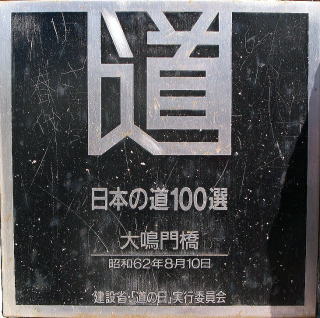 道
日本の道100選
大鳴門橋
昭和62年8月10日
建設省・「道の日」実行委員会